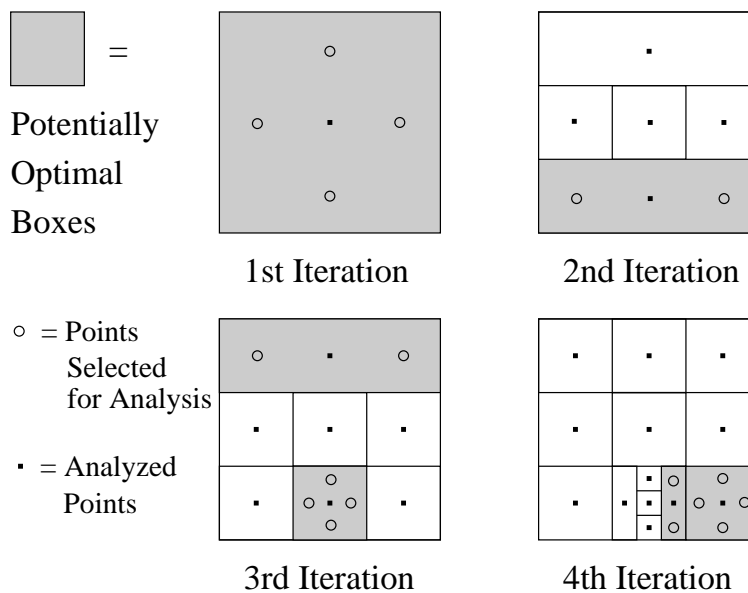 =
Potentially
Optimal
Boxes
1st Iteration
2nd Iteration
= Points
Selected
for Analysis
= Analyzed
Points
3rd Iteration
4th Iteration